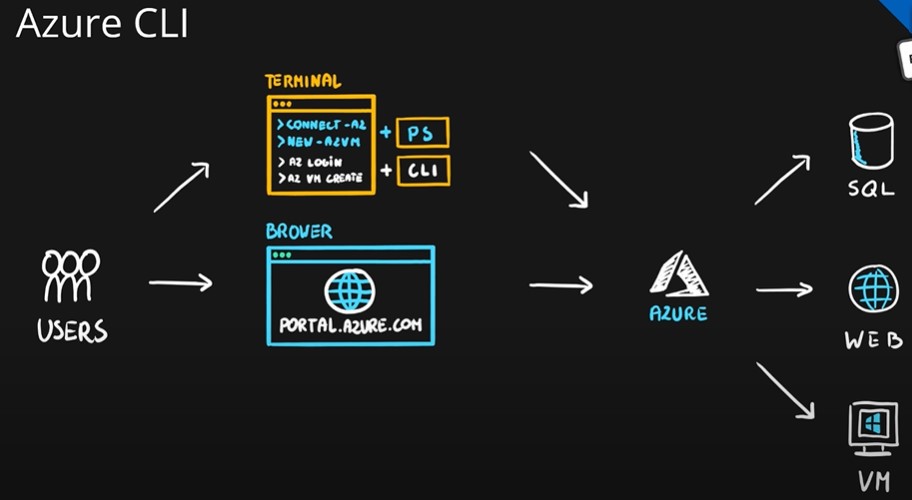 Azure CLI
TERMINAL
>CONNECT-AZ
>NEW-AZVM
+ PS
> AZ LOGIN
>AZ VM CREATE
+ CLI
BROWER
PORTAL.AZURE.COM
USERS
AZURE
SQL
WEB
VM